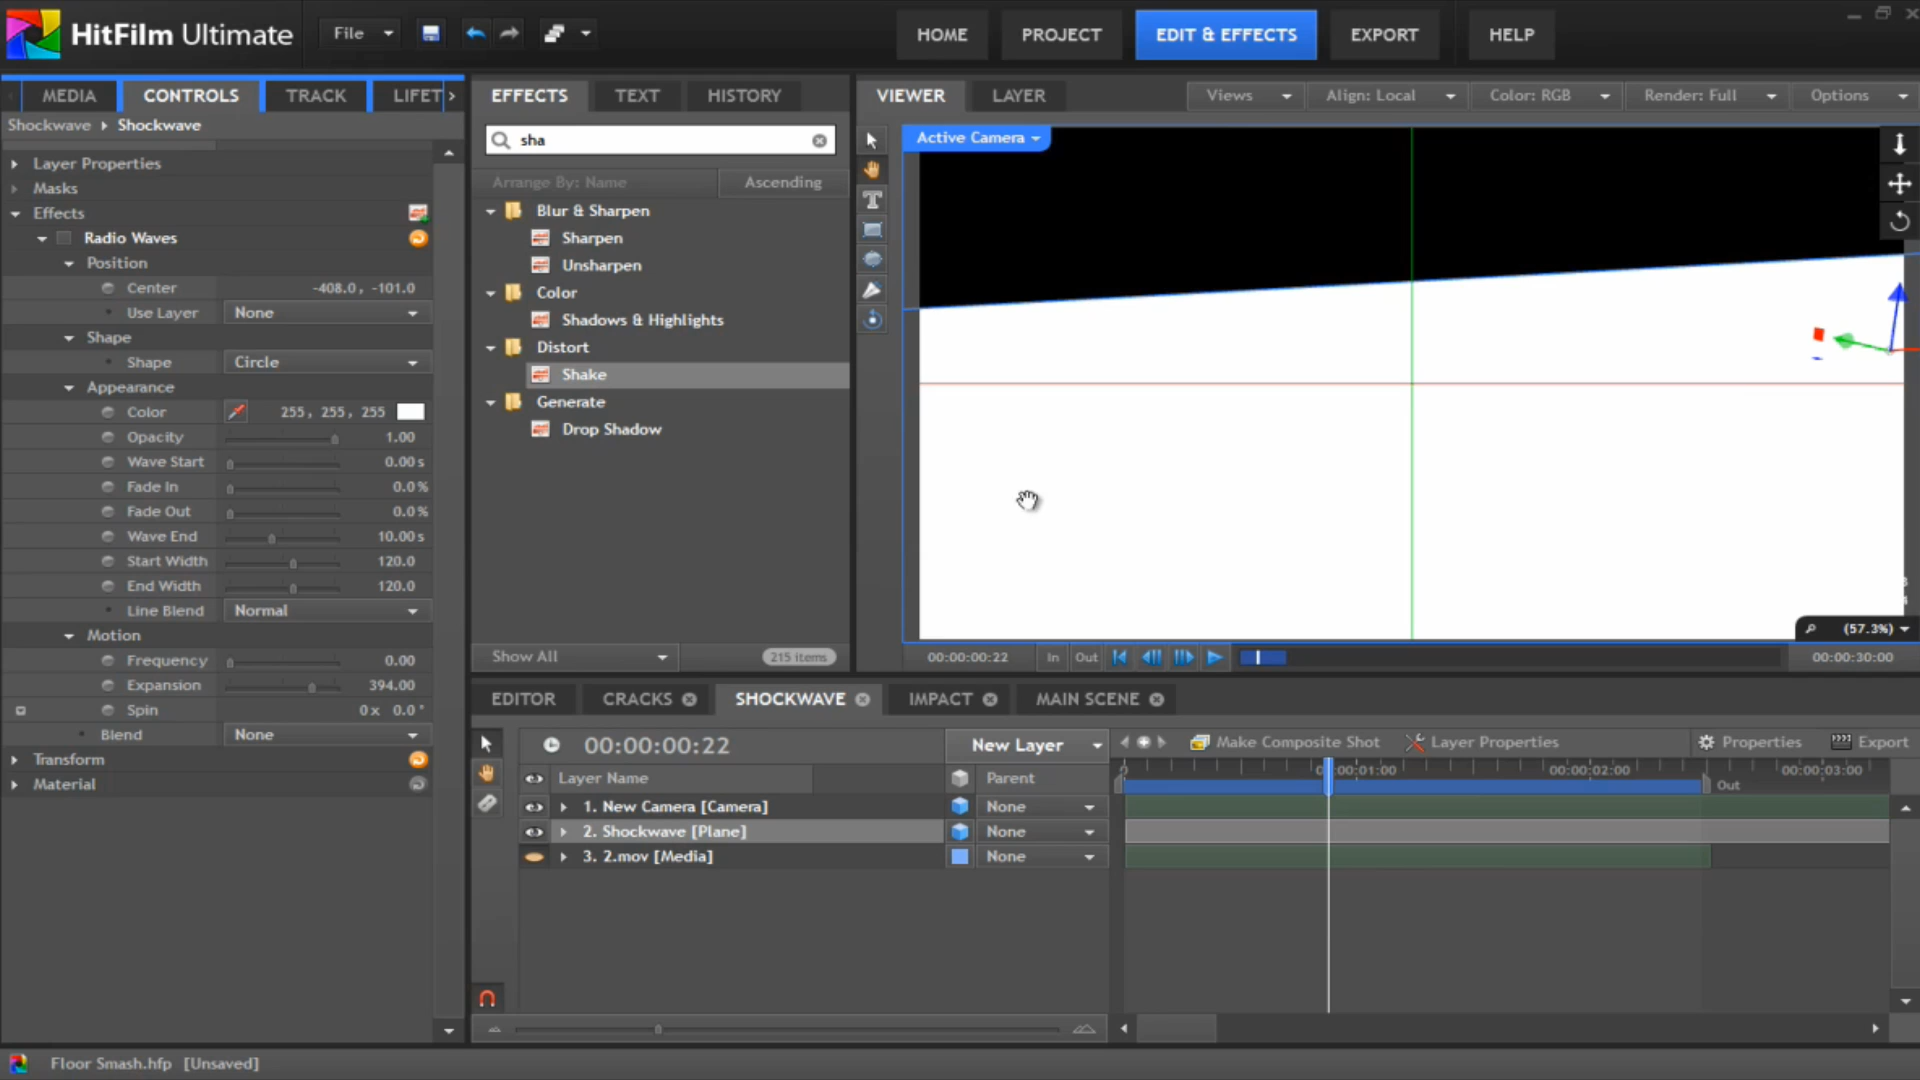 HitFilm Ultimate
File
HOME
PROJECT
EDIT & EFFECTS
EXPORT
HELP
MEDIA
CONTROLS
TRACK
LIFET
Shockwave
Shockwave
Layer Properties
Masks
Effects
Radio Waves
Position
Center -408.0, -101.0
Use Layer None
Shape
Shape Circle
Appearance
Color 255, 255, 255
Opacity 1.00
Wave Start 0.00s
Fade In 0.0%
Fade Out 0.0%
Wave End 10.00s
Start Width 120.0
End Width 120.0
Line Blend Normal
Motion
Frequency 0.00
Expansion 394.00
Spin 0x 0.0°
Blend None
Transform
Material
EFFECTS
TEXT
HISTORY
sha
Arrange By: Name
Ascending
Blur & Sharpen
Sharpen
Unsharpen
Color
Shadows & Highlights
Distort
Shake
Generate
Drop Shadow
Show All
215 items
VIEWER
LAYER
Views
Align: Local
Color: RGB
Render: Full
Options
Active Camera
(57.3%)
00:00:00:22
In
Out
00:00:30:00
EDITOR
CRACKS
SHOCKWAVE
IMPACT
MAIN SCENE
00:00:00:22
New Layer
Make Composite Shot
Layer Properties
Properties
Export
Layer Name
Parent
00:00:02:00
00:00:03:00
Out
1. New Camera [Camera] None
2. Shockwave [Plane] None
3. 2.mov [Media] None
Floor Smash.hfp [Unsaved]